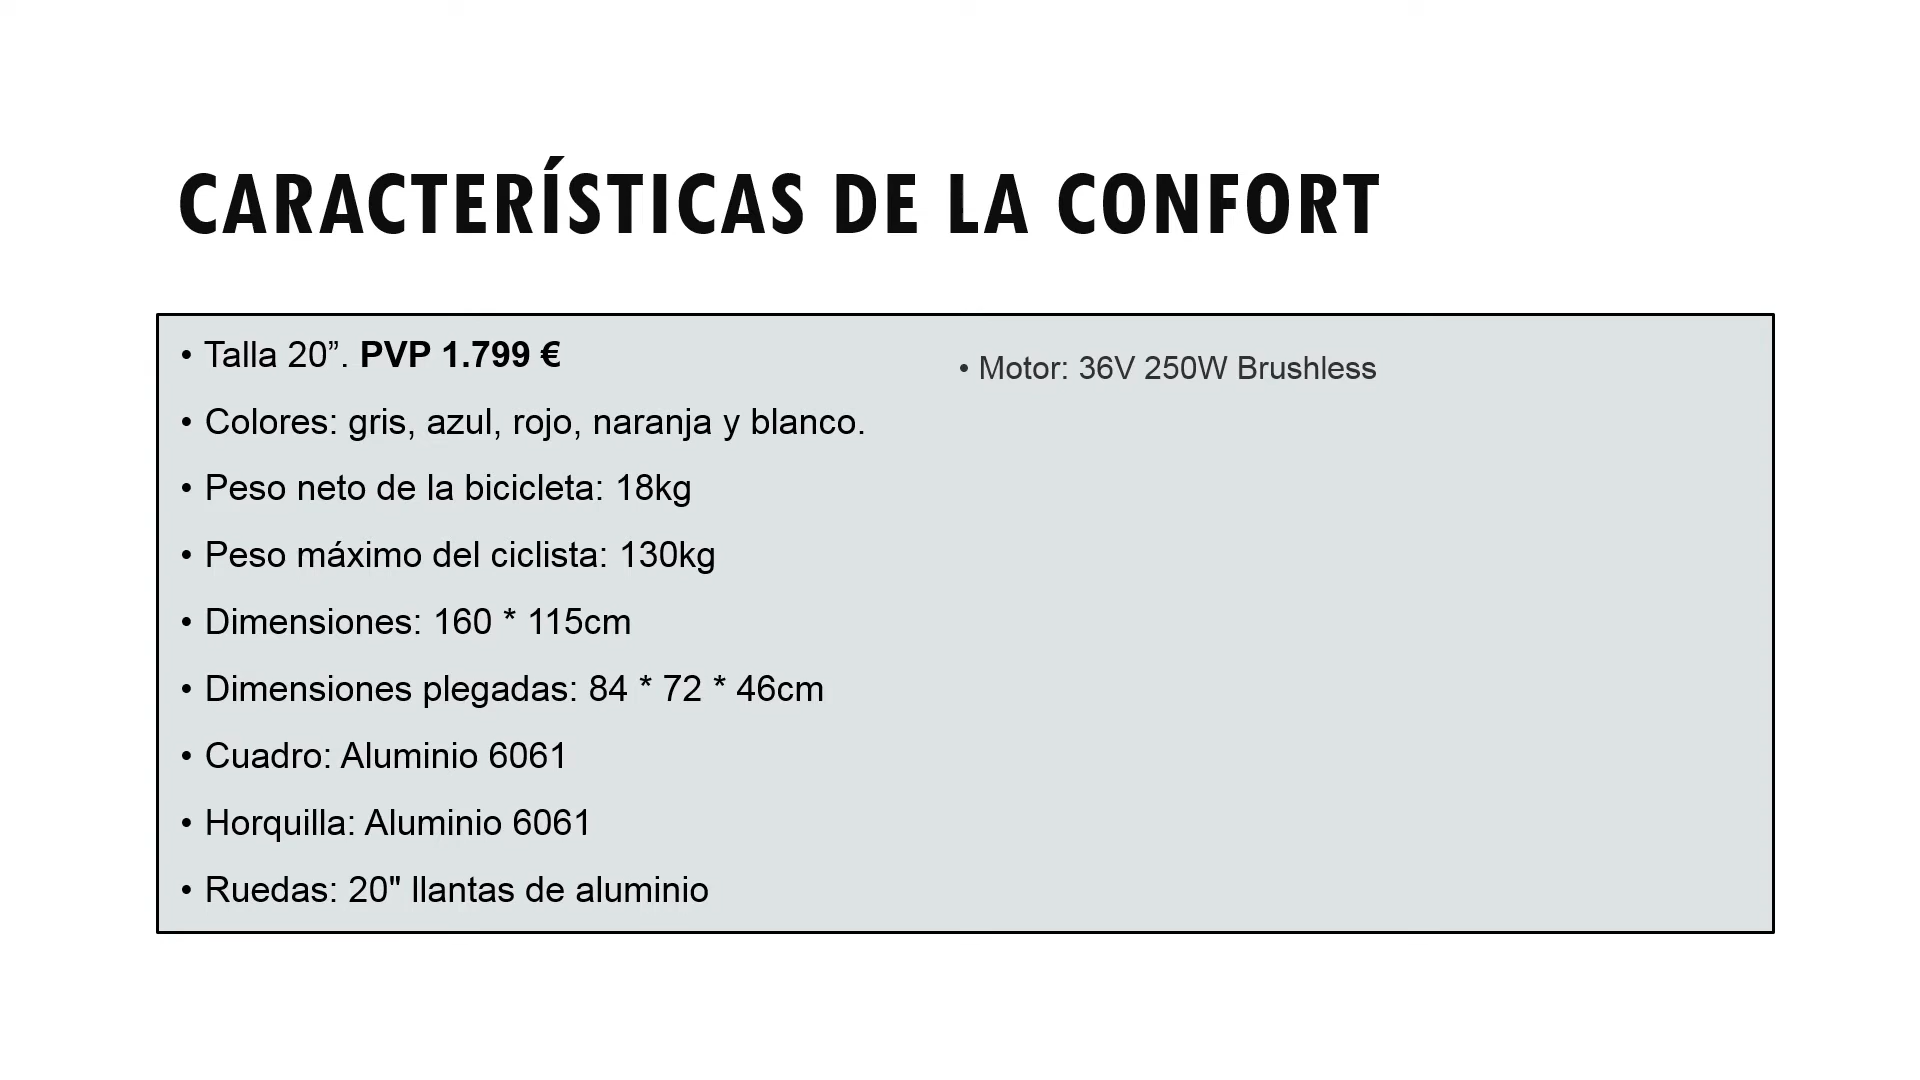 CARACTERÍSTICAS DE LA CONFORT
• Talla 20”. PVP 1.799 €
• Colores: gris, azul, rojo, naranja y blanco.
• Peso neto de la bicicleta: 18kg
• Peso máximo del ciclista: 130kg
• Dimensiones: 160 * 115cm
• Dimensiones plegadas: 84 * 72 * 46cm
• Cuadro: Aluminio 6061
• Horquilla: Aluminio 6061
• Ruedas: 20" llantas de aluminio
• Motor: 36V 250W Brushless